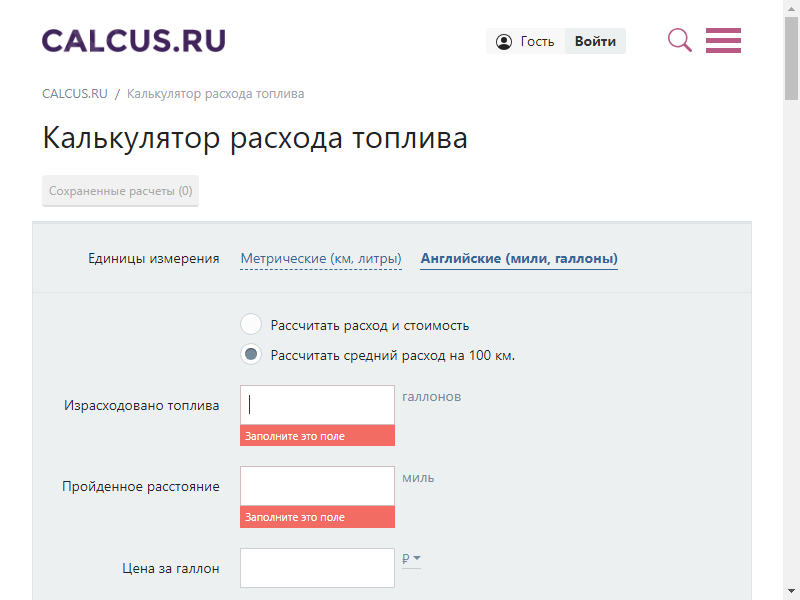 CALCUS.RU
Гость Войти
CALCUS.RU / Калькулятор расхода топлива
Калькулятор расхода топлива
Сохраненные расчеты (0)
Единицы измерения Метрические (км, литры) Английские (мили, галлоны)
Рассчитать расход и стоимость
Рассчитать средний расход на 100 км.
Израсходовано топлива галлонов
Заполните это поле
Пройденное расстояние миль
Заполните это поле
Цена за галлон ₽